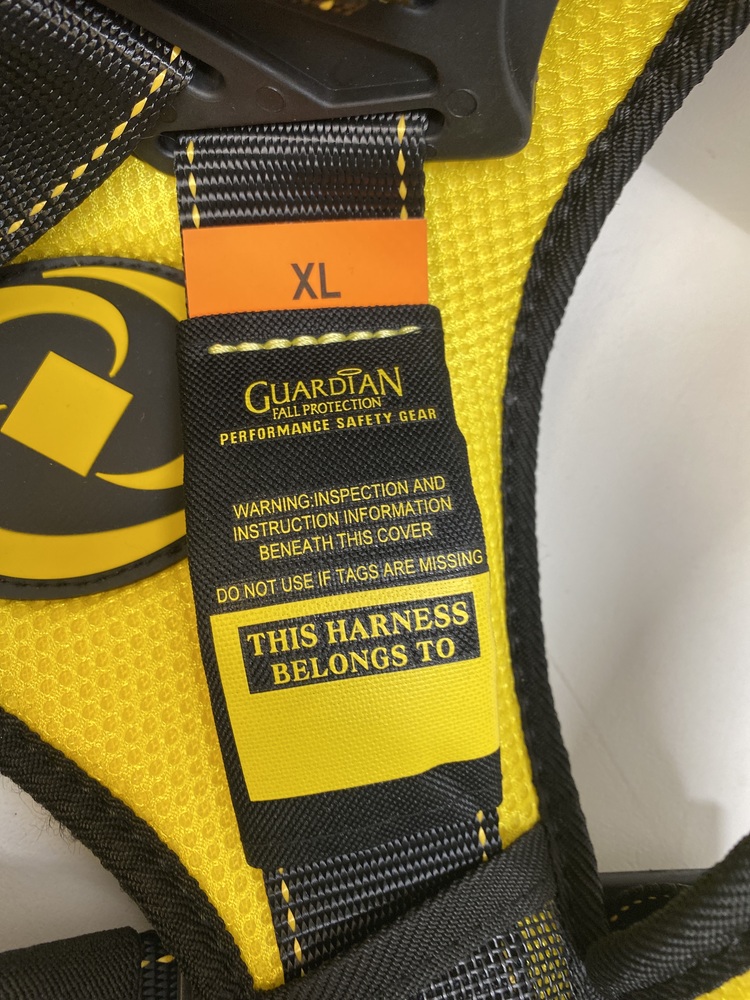 XL
GUARDIAN
FALL PROTECTION
PERFORMANCE SAFETY GEAR
WARNING:INSPECTION AND
INSTRUCTION INFORMATION
BENEATH THIS COVER
DO NOT USE IF TAGS ARE MISSING
THIS HARNESS
BELONGS TO